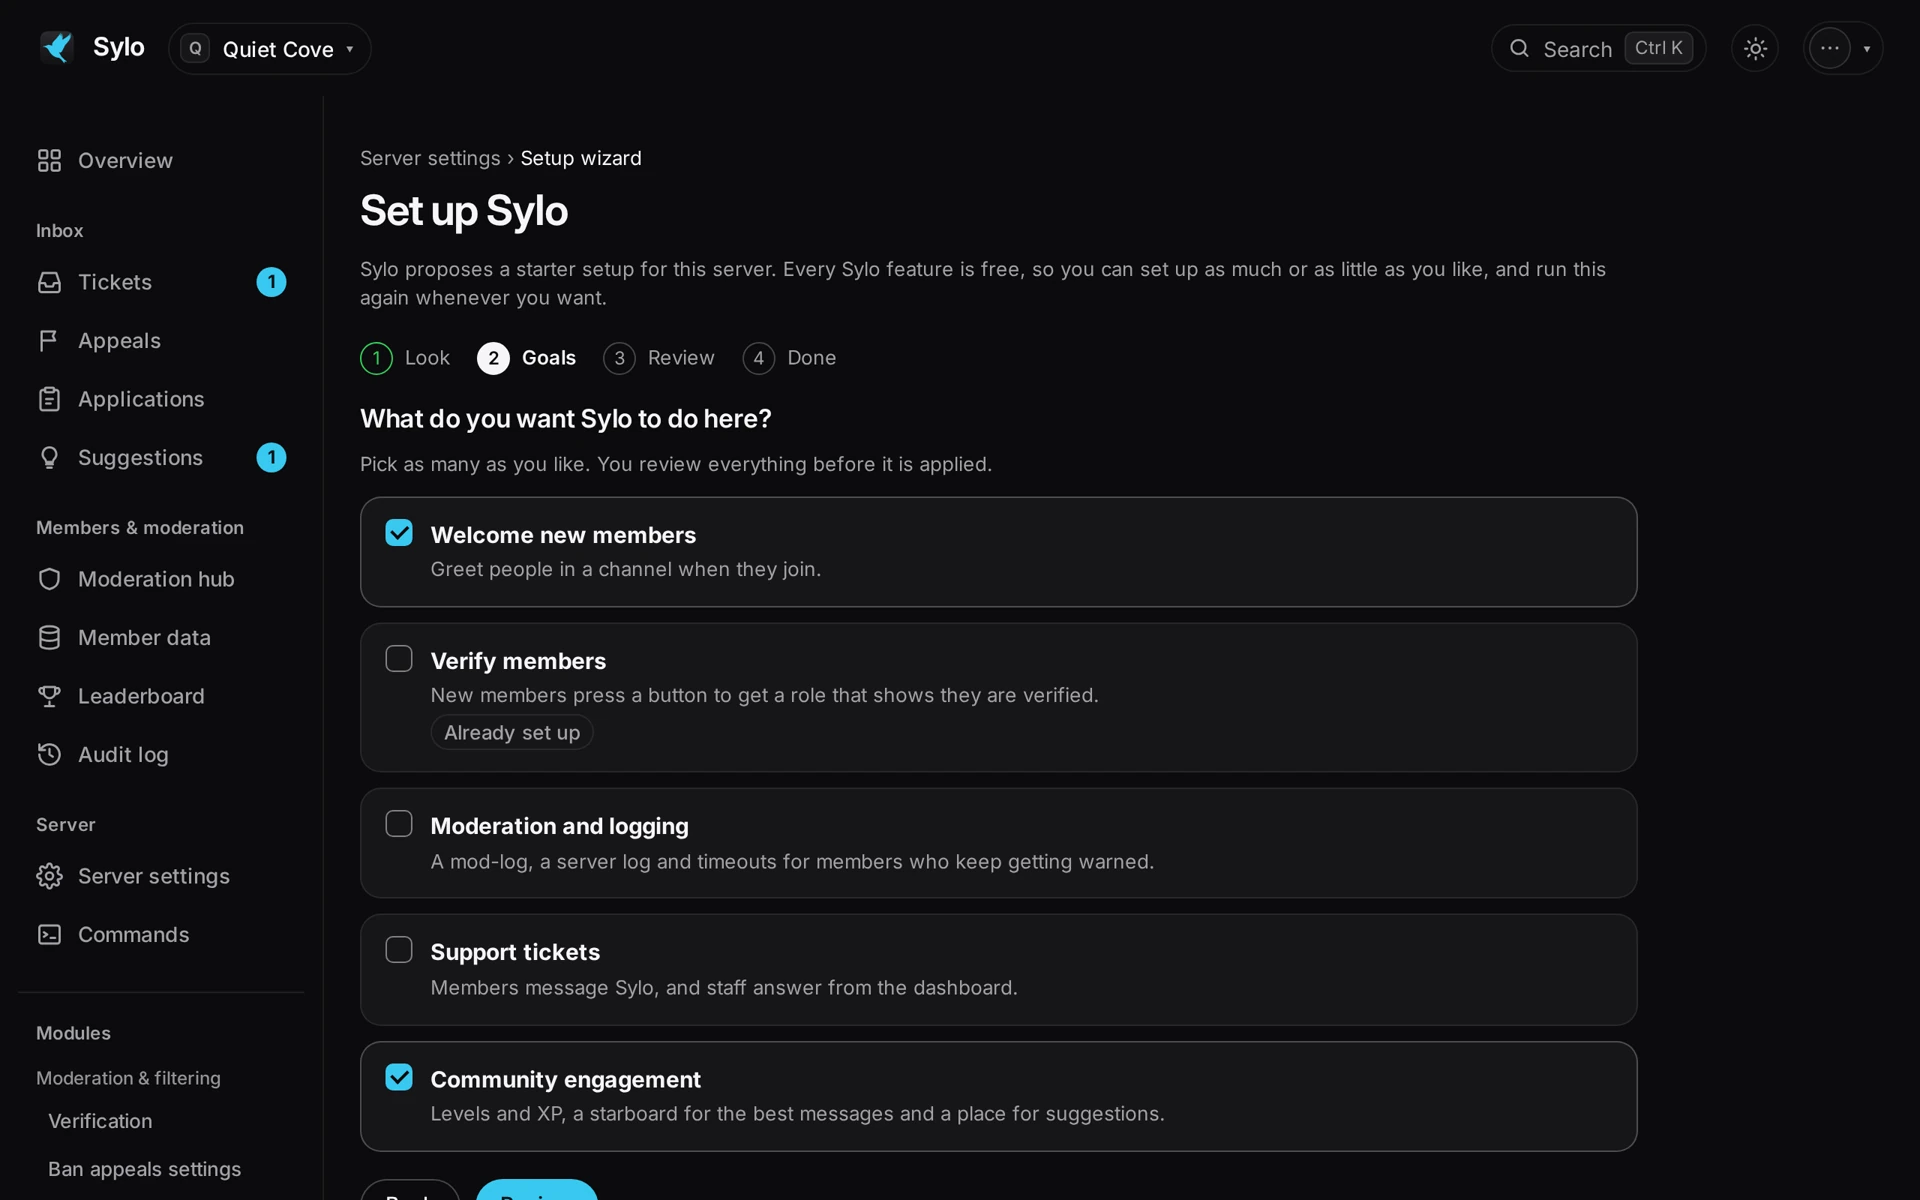 Sylo
Q Quiet Cove
Search Ctrl K
Overview
Inbox
Tickets 1
Appeals
Applications
Suggestions 1
Members & moderation
Moderation hub
Member data
Leaderboard
Audit log
Server
Server settings
Commands
Modules
Moderation & filtering
Verification
Ban appeals settings
Server settings › Setup wizard
Set up Sylo
Sylo proposes a starter setup for this server. Every Sylo feature is free, so you can set up as much or as little as you like, and run this
again whenever you want.
1 Look 2 Goals 3 Review 4 Done
What do you want Sylo to do here?
Pick as many as you like. You review everything before it is applied.
Welcome new members
Greet people in a channel when they join.
Verify members
New members press a button to get a role that shows they are verified.
Already set up
Moderation and logging
A mod-log, a server log and timeouts for members who keep getting warned.
Support tickets
Members message Sylo, and staff answer from the dashboard.
Community engagement
Levels and XP, a starboard for the best messages and a place for suggestions.